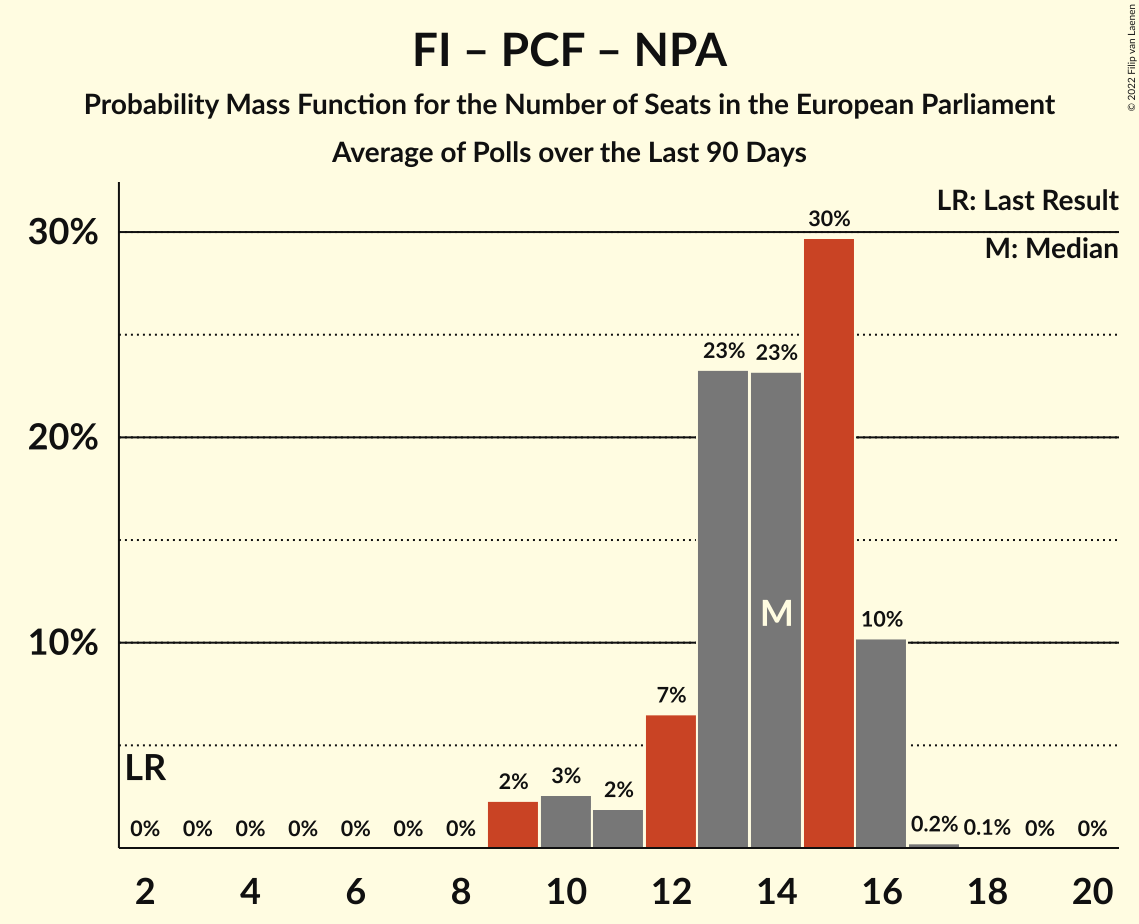 FI – PCF – NPA
Probability Mass Function for the Number of Seats in the European Parliament
Average of Polls over the Last 90 Days
© 2022 Filip van Laenen
LR: Last Result
M: Median
30%
20%
10%
30%
23% 23%
M
10%
7%
LR
2% 3% 2%
0% 0% 0% 0% 0% 0% 0% 0.2% 0.1% 0% 0%
2 4 6 8 10 12 14 16 18 20